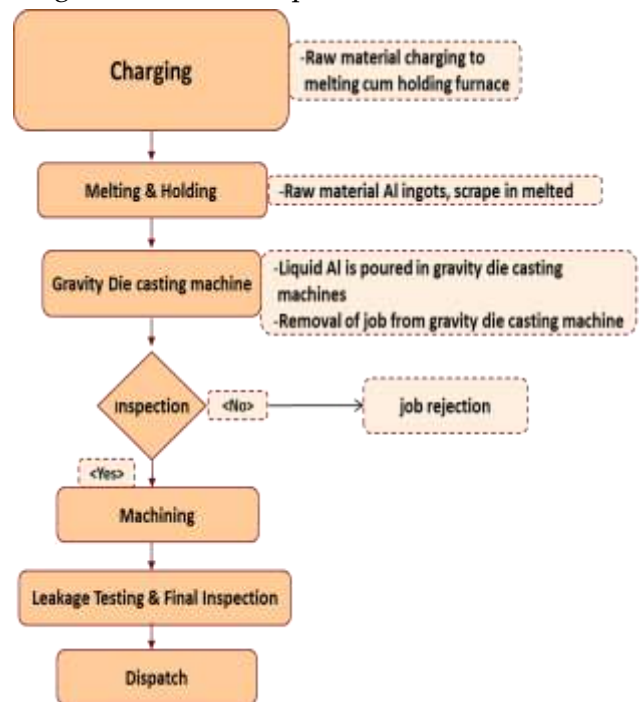 Charging
-Raw material charging to
melting cum holding furnace
Melting & Holding
-Raw material Al ingots, scrape in melted
Gravity Die casting machine
-Liquid Al is poured in gravity die casting
machines
-Removal of job from gravity die casting machine
Inspection
<No>
job rejection
<Yes>
Machining
Leakage Testing & Final Inspection
Dispatch